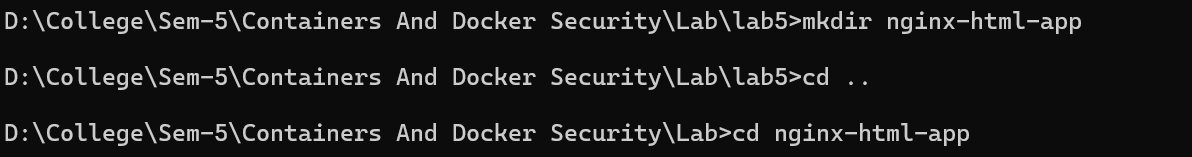 D:\College\Sem-5\Containers And Docker Security\Lab\lab5>mkdir nginx-html-app
D:\College\Sem-5\Containers And Docker Security\Lab\lab5>cd ..
D:\College\Sem-5\Containers And Docker Security\Lab>cd nginx-html-app